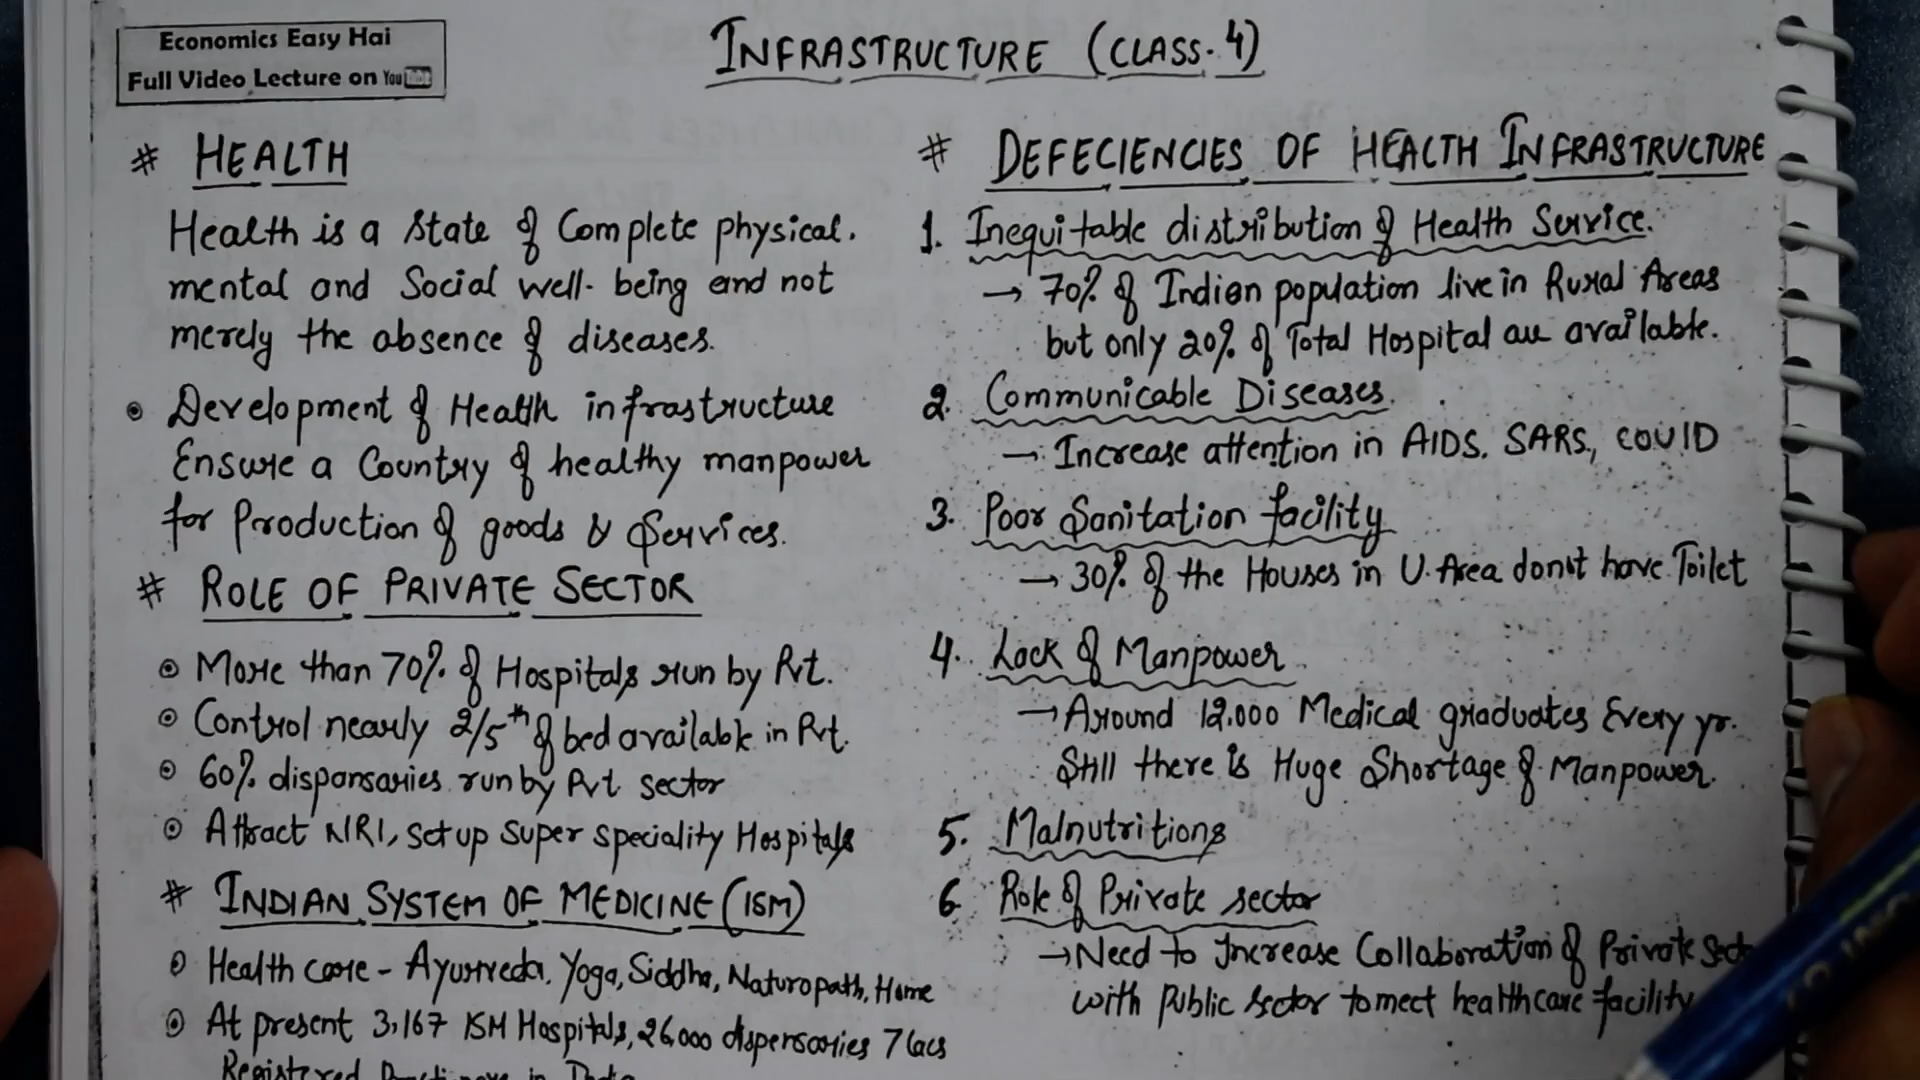 Economics Easy Hai
Full Video Lecture on YouTube
INFRASTRUCTURE (CLASS-4)
# HEALTH
Health is a State of Complete physical.
mental and Social well-being and not
merely the absence of diseases.
Development of Health infrastructure
Ensure a Country of healthy manpower
for Production of goods & Services.
# ROLE OF PRIVATE SECTOR
More than 70% of Hospitals run by Pvt.
Control nearly 2/5th of bed available in Pvt.
60% dispansaries run by Pvt sector
Attract NRI, set up super speciality Hospitals
# INDIAN SYSTEM OF MEDICINE (ISM)
Health care - Ayurveda, Yoga, Siddha, Naturopath, Home
At present 3,167 ISM Hospitals, 26,000 dispensaries 7 lacs
Registered
# DEFECIENCIES OF HEALTH INFRASTRUCTURE
1. Inequitable distribution of Health Service.
→ 70% of Indian population live in Rural Areas
but only 20% of Total Hospital are available.
2. Communicable Diseases.
→ Increase attention in AIDS, SARS, COVID
3. Poor Sanitation facility
→ 30% of the Houses in U. Area don't have Toilet
4. Lack of Manpower
→ Around 12,000 Medical graduates Every yr.
Still there is Huge Shortage of Manpower.
5. Malnutritions
6. Role of Private sector
→ Need to Increase Collaboration of Private
with Public sector to meet healthcare facility